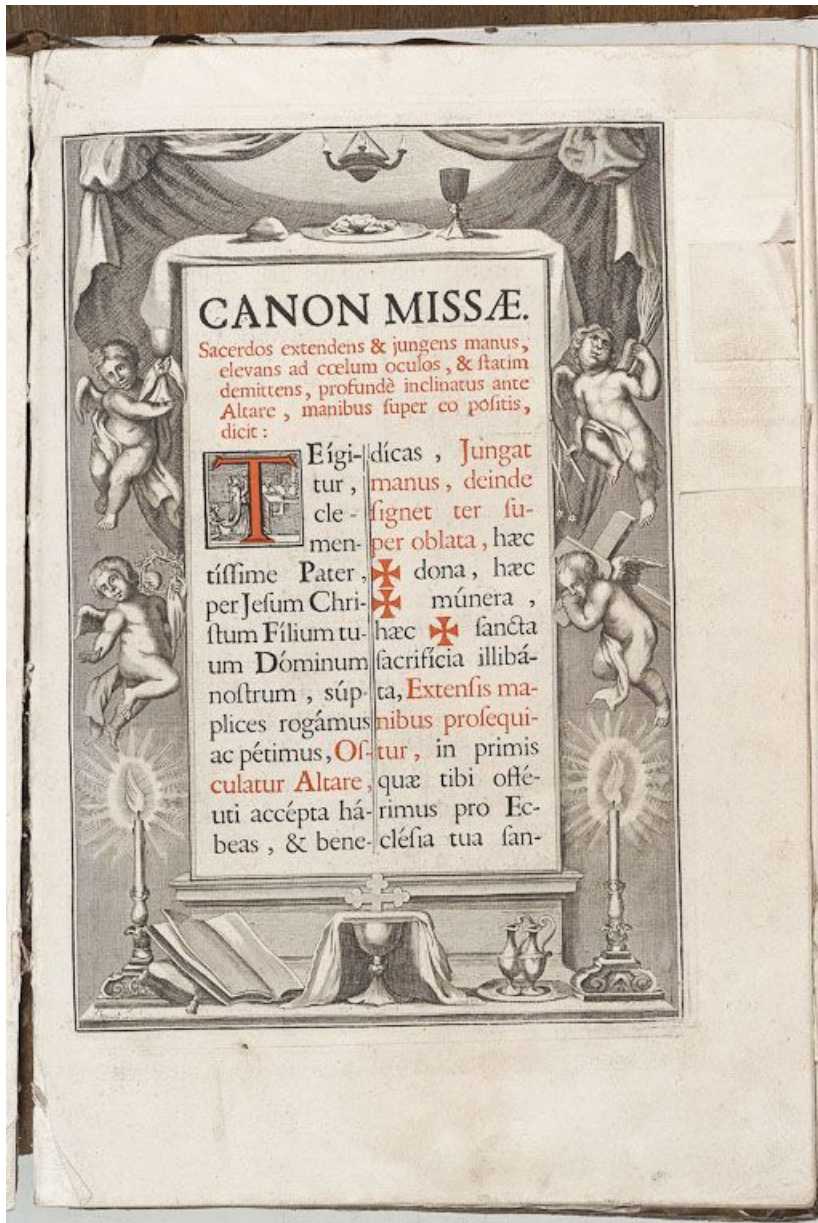 CANON MISSÆ.
Sacerdos extendens & jungens manus,
elevans ad cœlum oculos, & ſtatim
demittens, profundè inclinatus ante
Altare, manibus ſuper eo poſitis,
dicit:
TEígi-
tur,
cle-
men-
tíſſime Pater,
per Jeſum Chri-
ſtum Fílium tu-
um Dóminum
noſtrum, súp-
plices rogámus
ac pétimus, Oſ-
culatur Altare,
uti accépta há-
beas, & bene-
dícas, Jungat
manus, deinde
ſignet ter ſu-
per oblata, hæc
✠ dona, hæc
✠ múnera,
hæc ✠ ſancta
ſacrifícia illibá-
ta, Extenſis ma-
nibus proſequi-
tur, in primis
quæ tibi offé-
rimus pro Ec-
cléſia tua ſan-